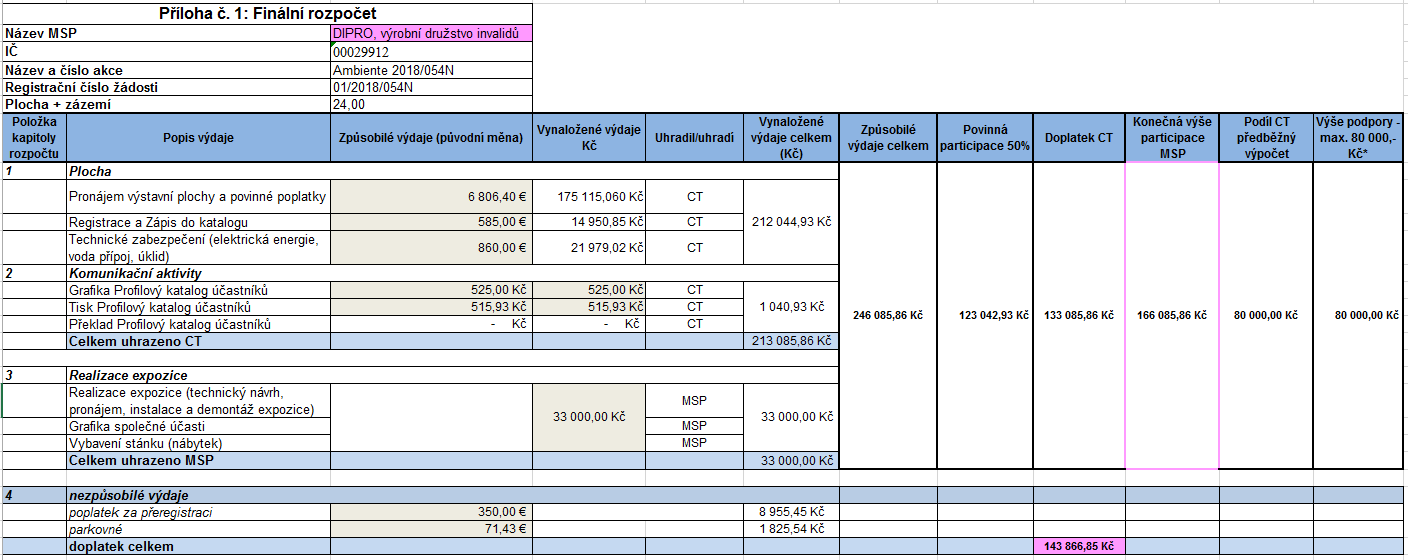 Příloha č. 1: Finální rozpočet
Název MSP DIPRO, výrobní družstvo invalidů
IČ 00029912
Název a číslo akce Ambiente 2018/054N
Registrační číslo žádosti 01/2018/054N
Plocha + zázemí 24,00
Položka kapitoly rozpočtu Popis výdaje Způsobilé výdaje (původní měna) Vynaložené výdaje Kč Uhradil/uhradí Vynaložené výdaje celkem (Kč) Způsobilé výdaje celkem Povinná participace 50% Doplatek CT Konečná výše participace MSP Podíl CT předběžný výpočet Výše podpory - max. 80 000,- Kč*
1 Plocha
Pronájem výstavní plochy a povinné poplatky 6 806,40 € 175 115,060 Kč CT
Registrace a Zápis do katalogu 585,00 € 14 950,85 Kč CT 212 044,93 Kč
Technické zabezpečení (elektrická energie, voda přípoj, úklid) 860,00 € 21 979,02 Kč CT
2 Komunikační aktivity
Grafika Profilový katalog účastníků 525,00 Kč 525,00 Kč CT
Tisk Profilový katalog účastníků 515,93 Kč 515,93 Kč CT 1 040,93 Kč
246 085,86 Kč 123 042,93 Kč 133 085,86 Kč 166 085,86 Kč 80 000,00 Kč 80 000,00 Kč
Překlad Profilový katalog účastníků - Kč - Kč CT
Celkem uhrazeno CT 213 085,86 Kč
3 Realizace expozice
Realizace expozice (technický návrh, pronájem, instalace a demontáž expozice) 33 000,00 Kč MSP 33 000,00 Kč
Grafika společné účasti MSP
Vybavení stánku (nábytek) MSP
Celkem uhrazeno MSP 33 000,00 Kč
4 nezpůsobilé výdaje
poplatek za přeregistraci 350,00 € 8 955,45 Kč
parkovné 71,43 € 1 825,54 Kč
doplatek celkem 143 866,85 Kč